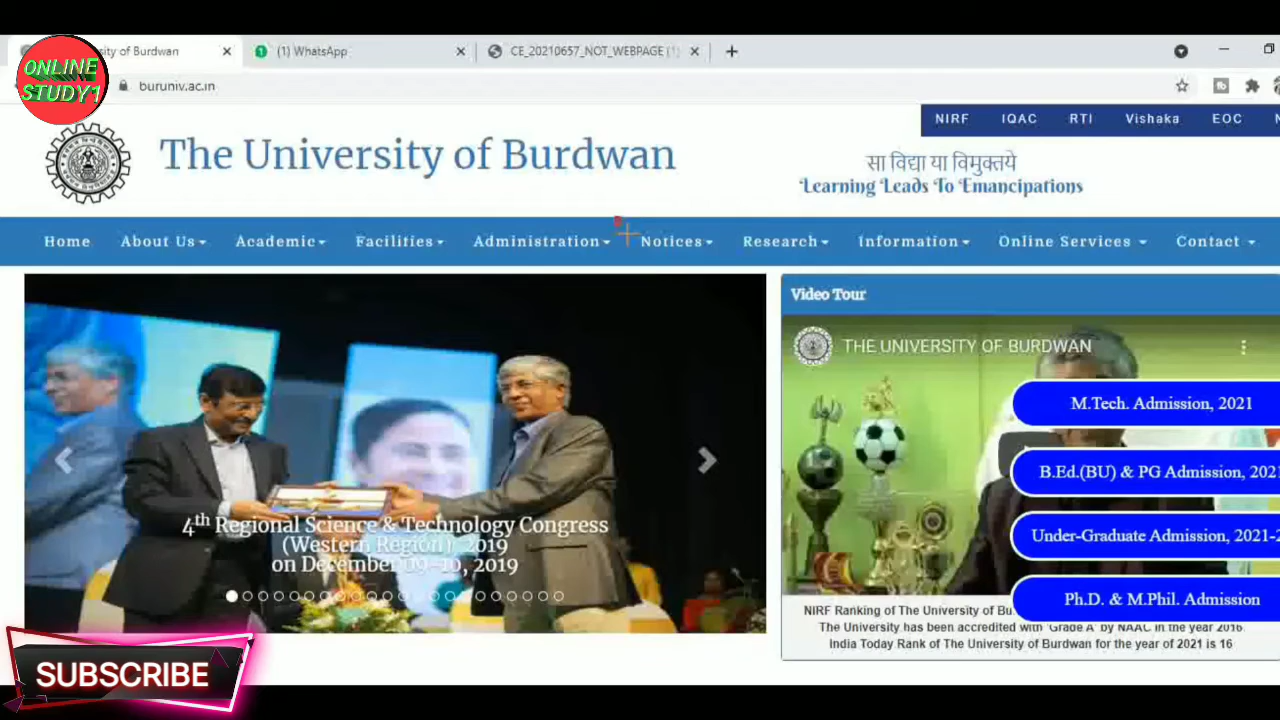 ity of Burdwan
(1) WhatsApp
CE_20210657_NOT_WEBPAGE (1)
ONLINE
STUDY1
buruniv.ac.in
NIRF IQAC RTI Vishaka EOC
The University of Burdwan
सा विद्या या विमुक्तये
Learning Leads To Emancipations
Home About Us Academic Facilities Administration Notices Research Information Online Services Contact
Video Tour
THE UNIVERSITY OF BURDWAN
M.Tech. Admission, 2021
B.Ed.(BU) & PG Admission, 2021
Under-Graduate Admission, 2021-2
Ph.D. & M.Phil. Admission
4th Regional Science & Technology Congress
(Western Region), 2019
on December 09-10, 2019
NIRF Ranking of The University of Bu
The University has been accredited with 'Grade A' by NAAC in the year 2016.
India Today Rank of The University of Burdwan for the year of 2021 is 16
SUBSCRIBE